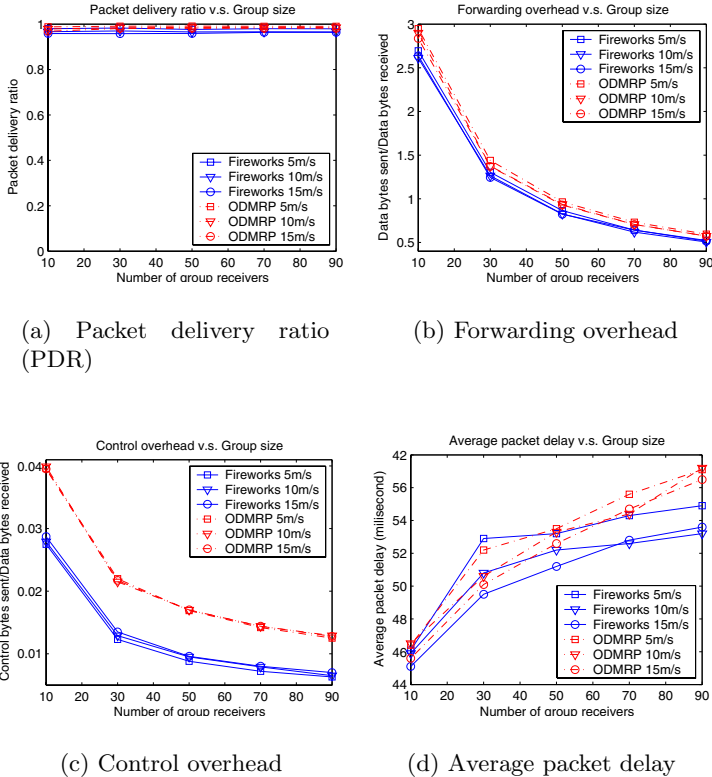 Packet delivery ratio v.s. Group size
1
0.8
0.6
0.4
0.2
0
Packet delivery ratio
Fireworks 5m/s
Fireworks 10m/s
Fireworks 15m/s
ODMRP 5m/s
ODMRP 10m/s
ODMRP 15m/s
10 20 30 40 50 60 70 80 90
Number of group receivers
(a) Packet delivery ratio
(PDR)
Forwarding overhead v.s. Group size
3
2.5
2
1.5
1
0.5
Data bytes sent/Data bytes received
Fireworks 5m/s
Fireworks 10m/s
Fireworks 15m/s
ODMRP 5m/s
ODMRP 10m/s
ODMRP 15m/s
10 20 30 40 50 60 70 80 90
Number of group receivers
(b) Forwarding overhead
Control overhead v.s. Group size
0.04
0.03
0.02
0.01
Control bytes sent/Data bytes received
Fireworks 5m/s
Fireworks 10m/s
Fireworks 15m/s
ODMRP 5m/s
ODMRP 10m/s
ODMRP 15m/s
10 20 30 40 50 60 70 80 90
Number of group receivers
(c) Control overhead
Average packet delay v.s. Group size
42
56
54
52
50
48
46
44
Average paclet delay (milisecond)
Fireworks 5m/s
Fireworks 10m/s
Fireworks 15m/s
ODMRP 5m/s
ODMRP 10m/s
ODMRP 15m/s
10 20 30 40 50 60 70 80 90
Number of group receivers
(d) Average packet delay